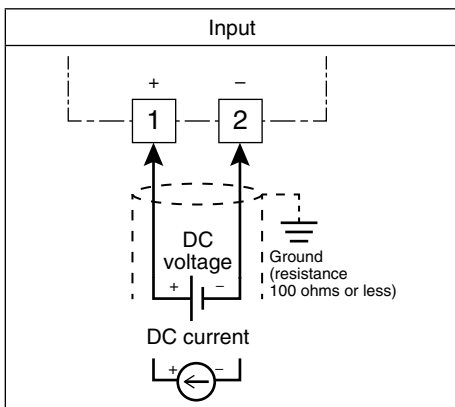 Input
+ −
1 2
DC
voltage
+ −
Ground
(resistance
100 ohms or less)
DC current
+ −